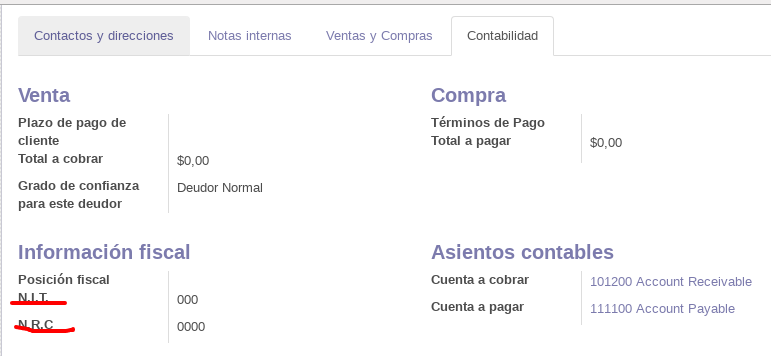 Contactos y direcciones
Notas internas
Ventas y Compras
Contabilidad
Venta
Plazo de pago de
cliente
Total a cobrar
$0,00
Grado de confianza
para este deudor
Deudor Normal
Compra
Términos de Pago
Total a pagar
$0,00
Información fiscal
Posición fiscal
N.I.T.
000
N.R.C
0000
Asientos contables
Cuenta a cobrar
101200 Account Receivable
Cuenta a pagar
111100 Account Payable